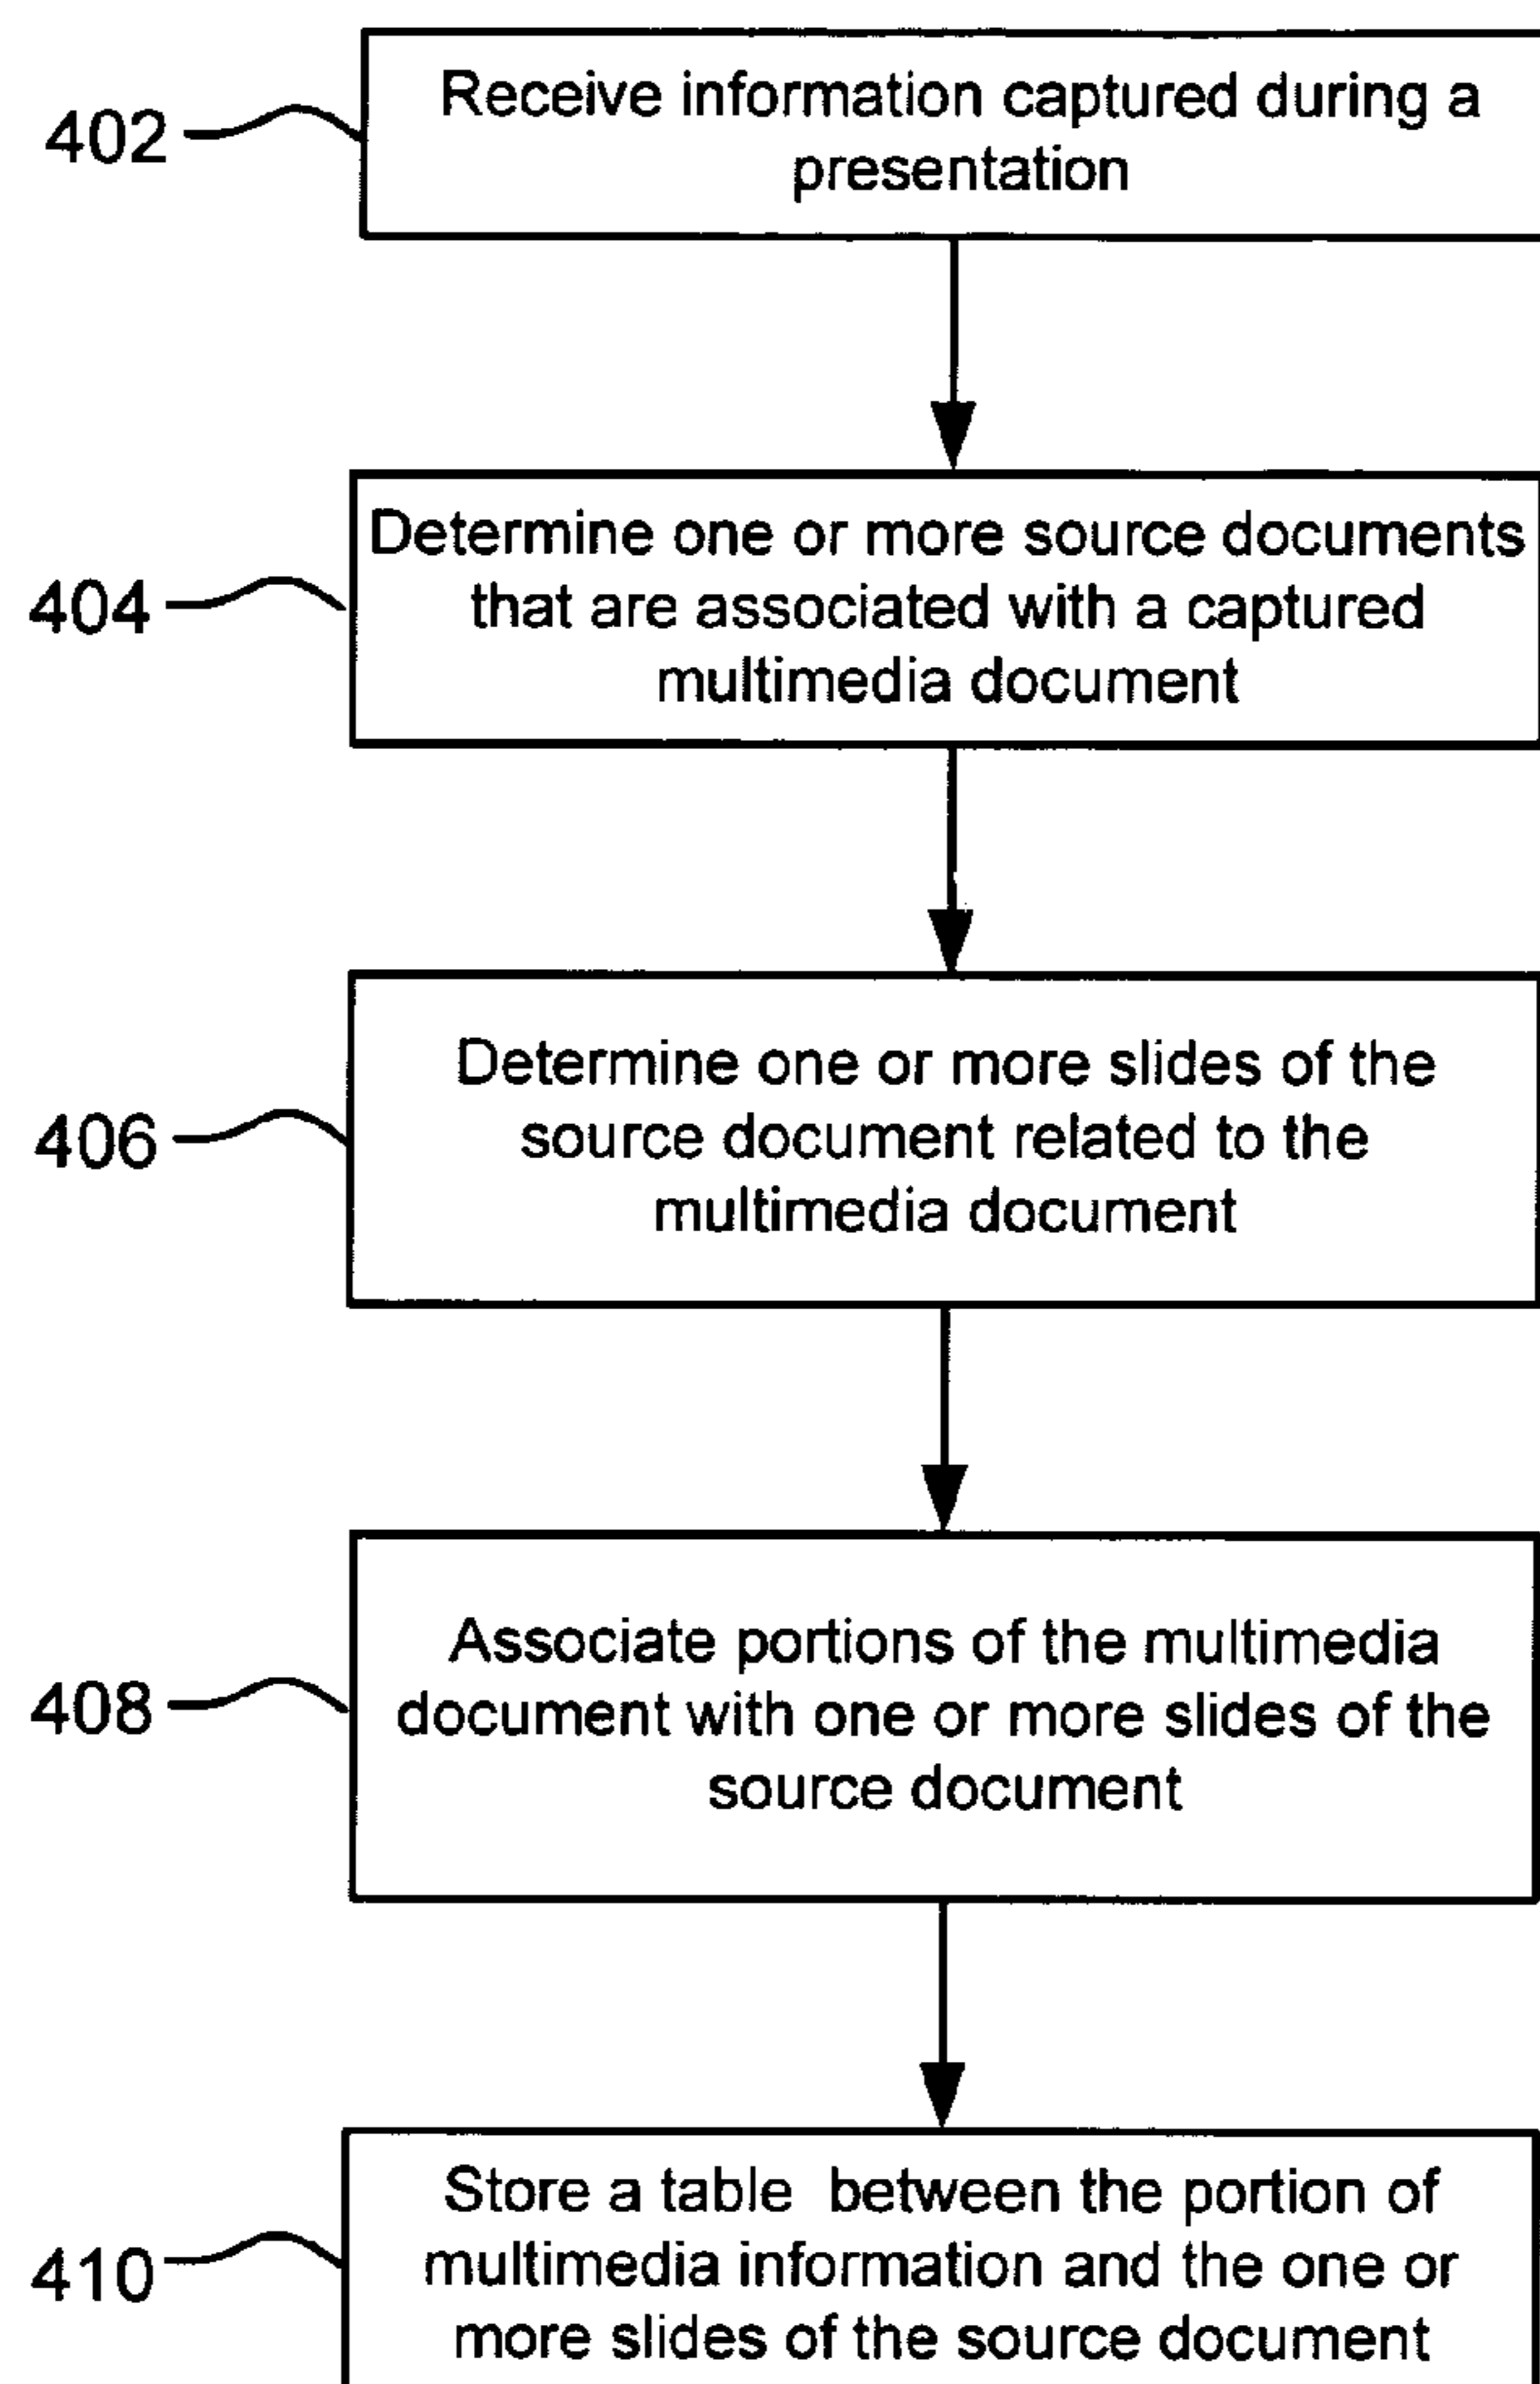 402
Receive information captured during a
presentation
404
Determine one or more source documents
that are associated with a captured
multimedia document
406
Determine one or more slides of the
source document related to the
multimedia document
408
Associate portions of the multimedia
document with one or more slides of the
source document
410
Store a table between the portion of
multimedia information and the one or
more slides of the source document